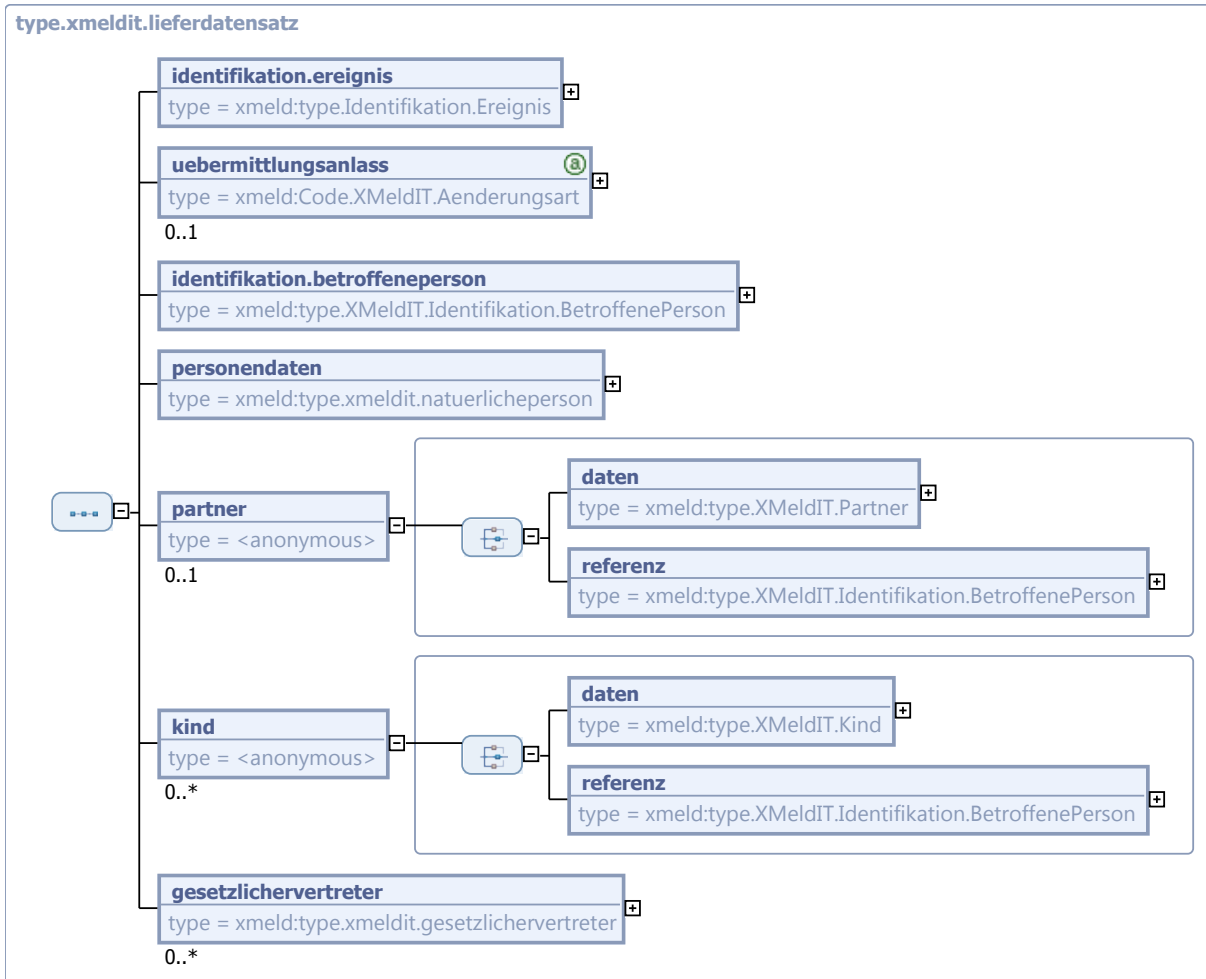 type.xmeldit.lieferdatensatz
identifikation.ereignis
type = xmeld:type.Identifikation.Ereignis
uebermittlungsanlass
a
type = xmeld:Code.XMeldIT.Aenderungsart
0..1
identifikation.betroffeneperson
type = xmeld:type.XMeldIT.Identifikation.BetroffenePerson
personendaten
type = xmeld:type.xmeldit.natuerlicheperson
partner
type = <anonymous>
0..1
daten
type = xmeld:type.XMeldIT.Partner
referenz
type = xmeld:type.XMeldIT.Identifikation.BetroffenePerson
kind
type = <anonymous>
0..*
daten
type = xmeld:type.XMeldIT.Kind
referenz
type = xmeld:type.XMeldIT.Identifikation.BetroffenePerson
gesetzlichervertreter
type = xmeld:type.xmeldit.gesetzlichervertreter
0..*